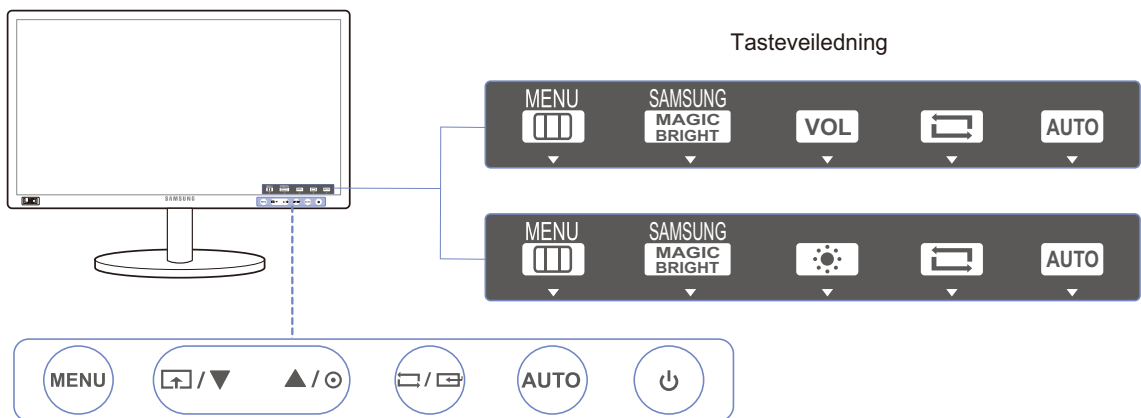 Tasteveiledning
MENU
SAMSUNG
MAGIC
BRIGHT
VOL
AUTO
MENU
SAMSUNG
MAGIC
BRIGHT
AUTO
SAMSUNG
MENU
/
/
/
AUTO